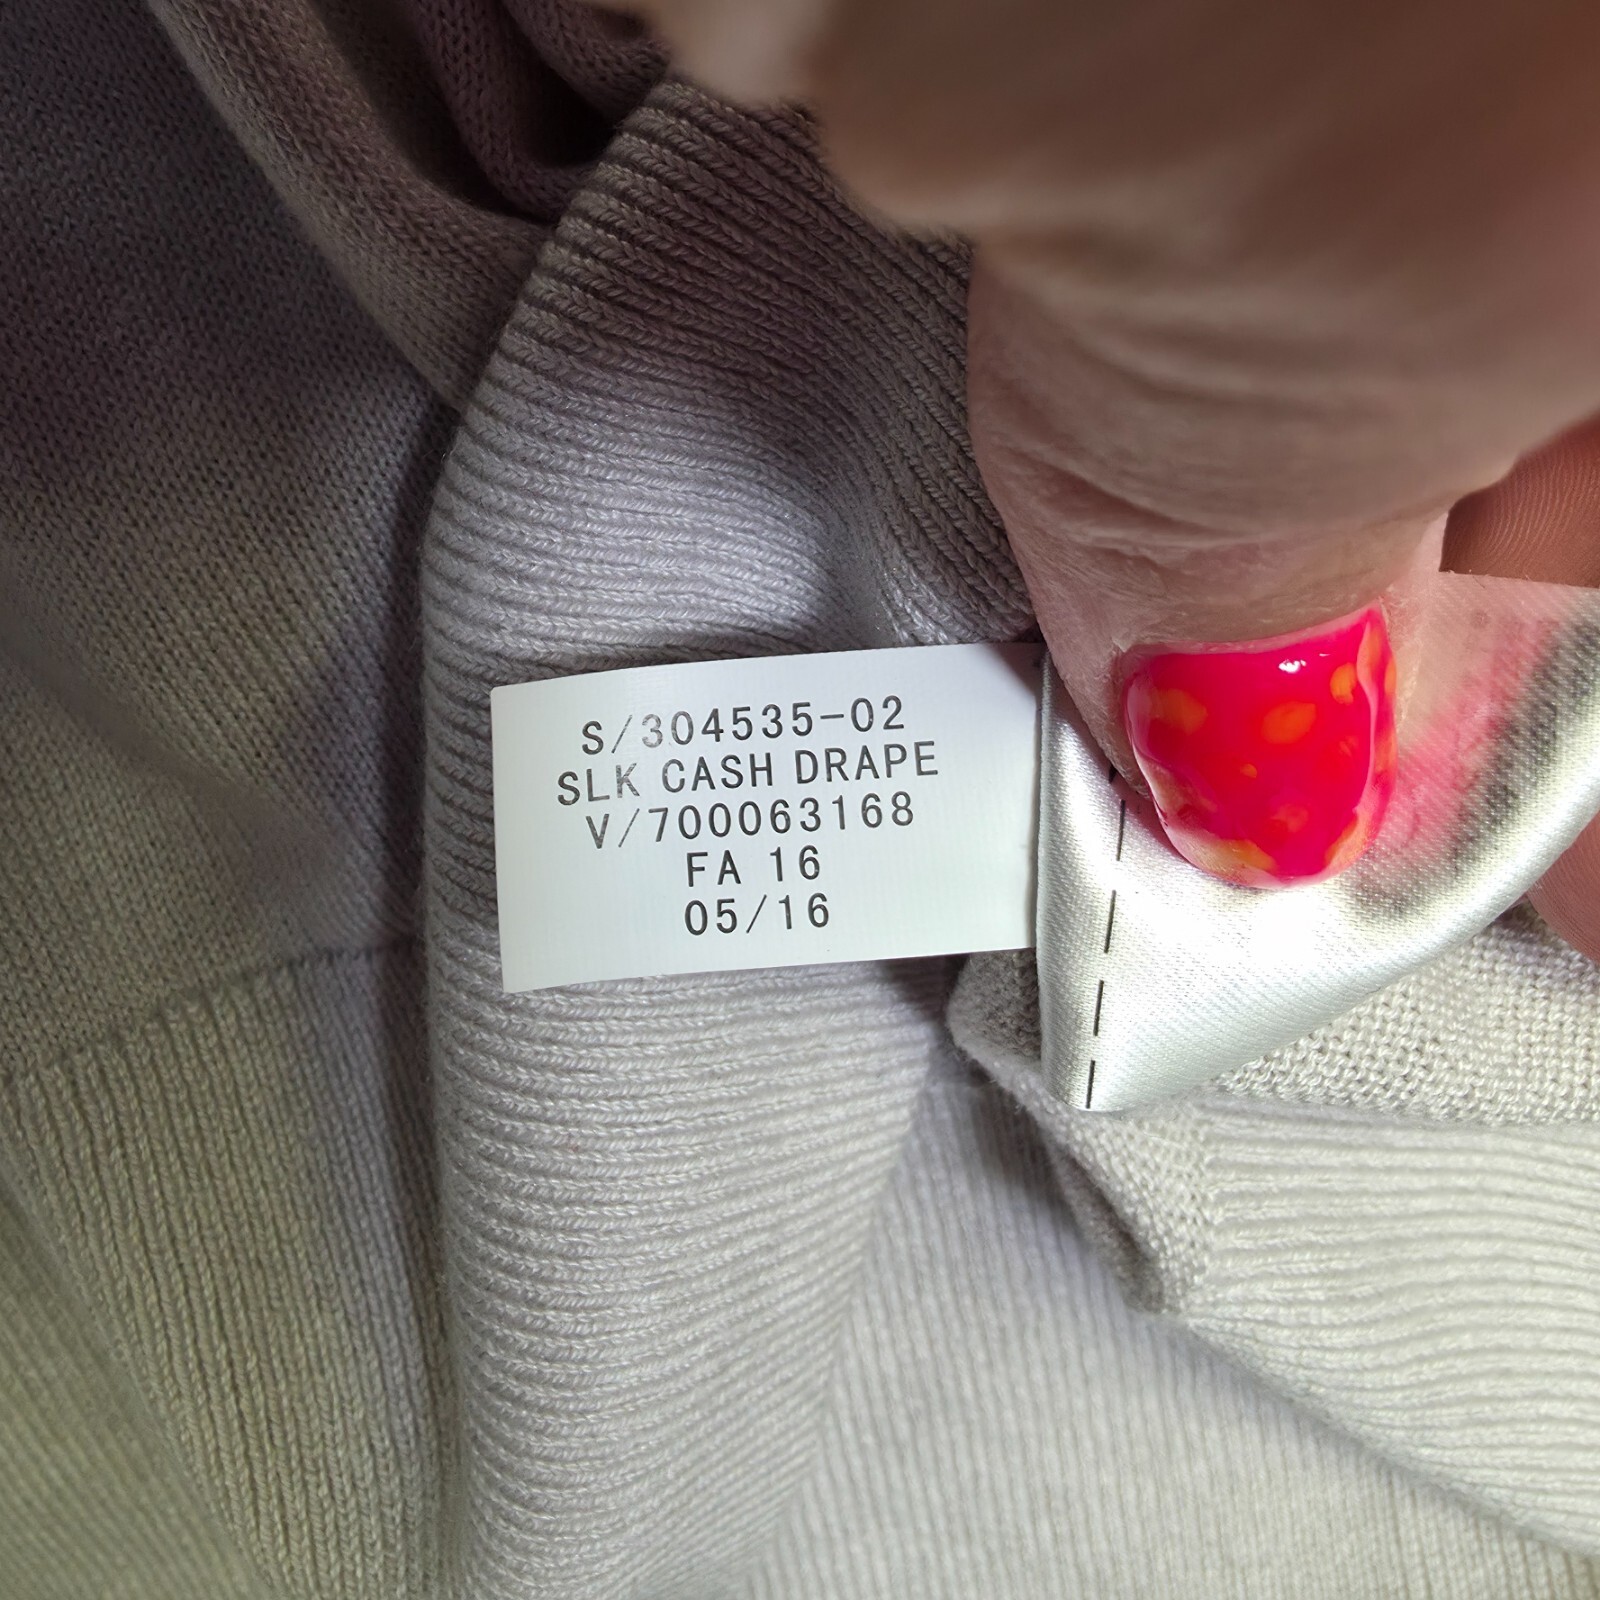 S/304535-02
SLK CASH DRAPE
V/700063168
FA 16
05/16